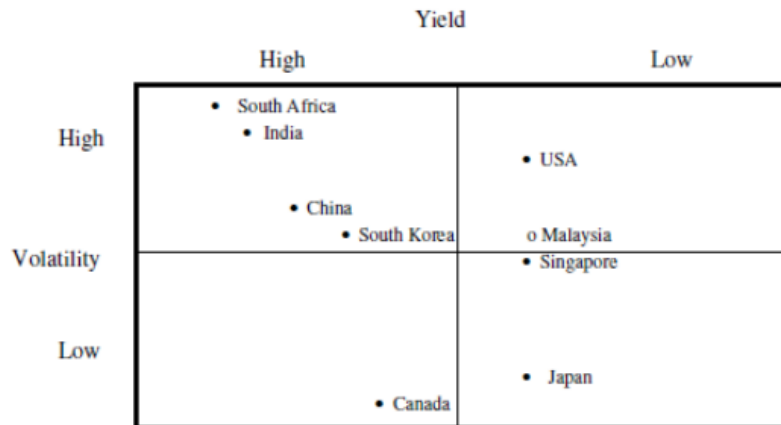 Yield
High Low
South Africa
High India
USA
China
South Korea o Malaysia
Volatility Singapore
Low
Japan
Canada